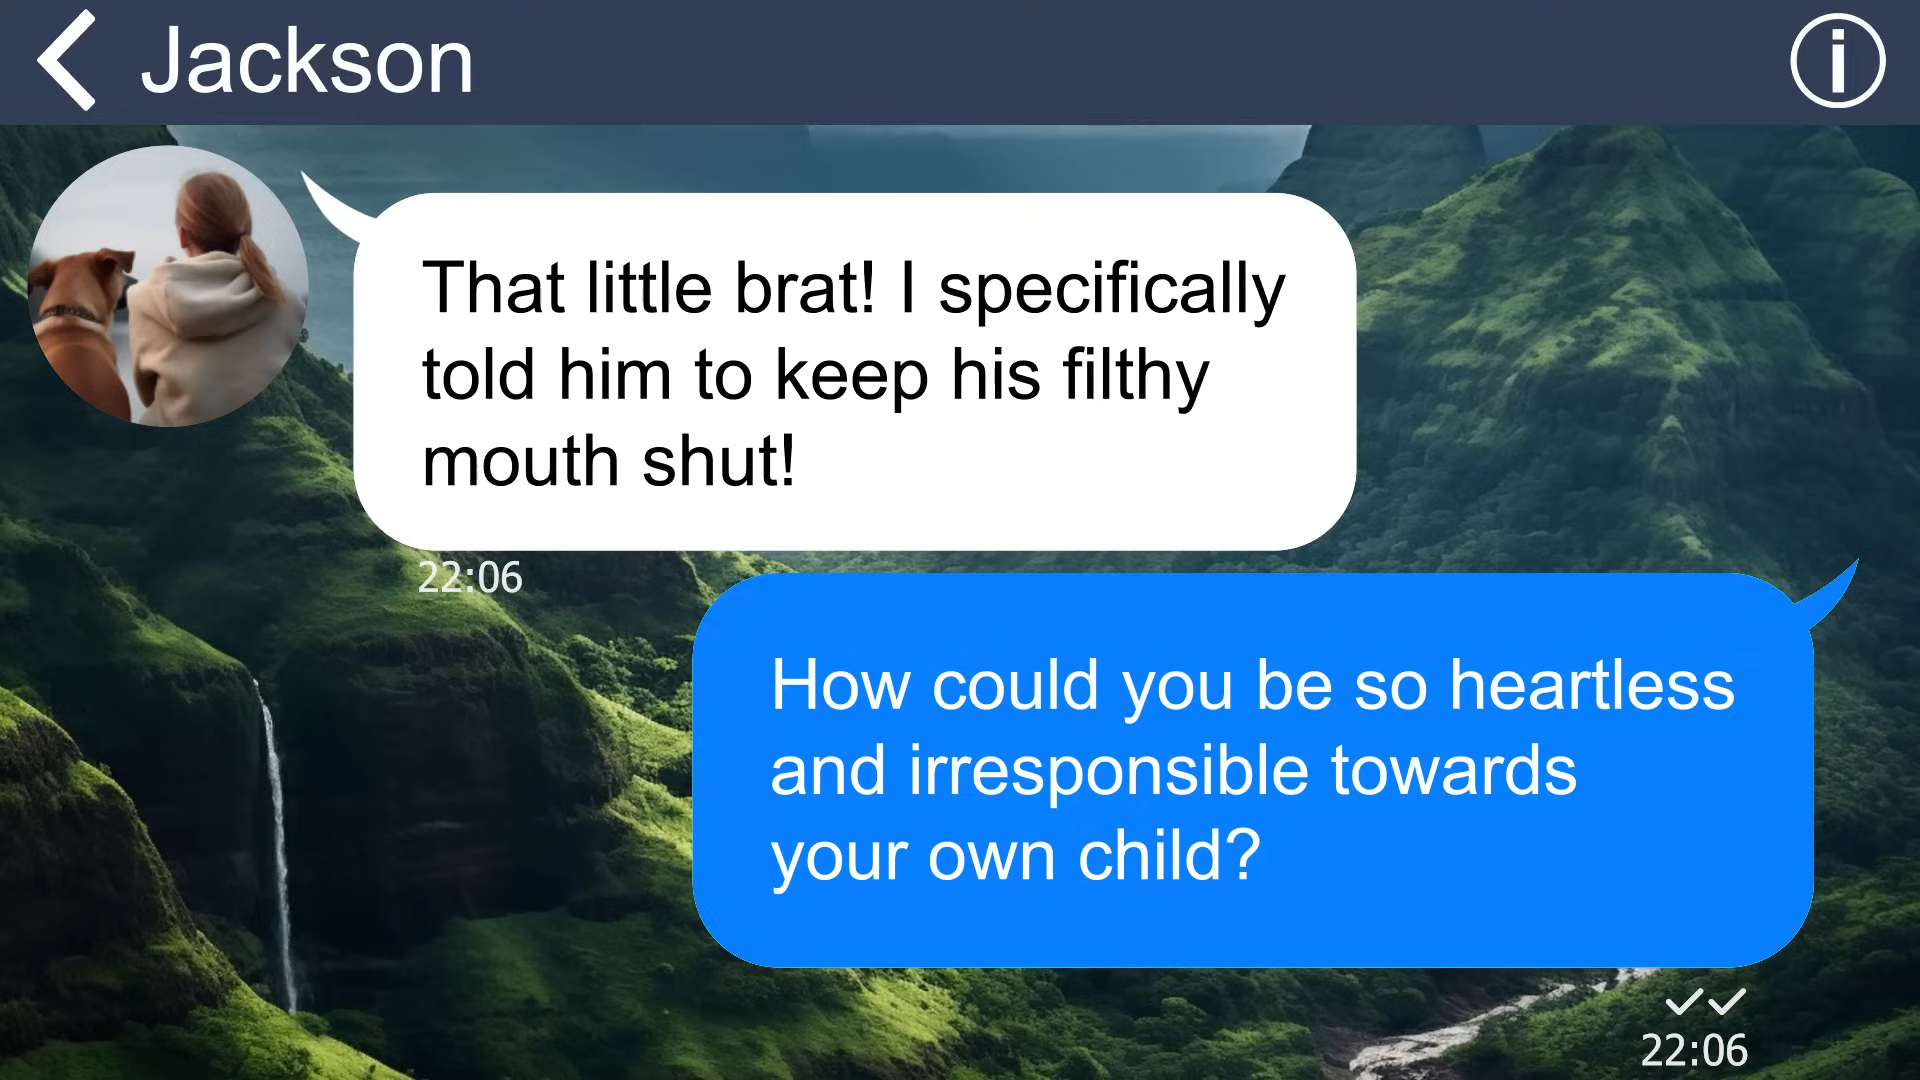 Jackson
That little brat! I specifically
told him to keep his filthy
mouth shut!
22:06
How could you be so heartless
and irresponsible towards
your own child?
22:06